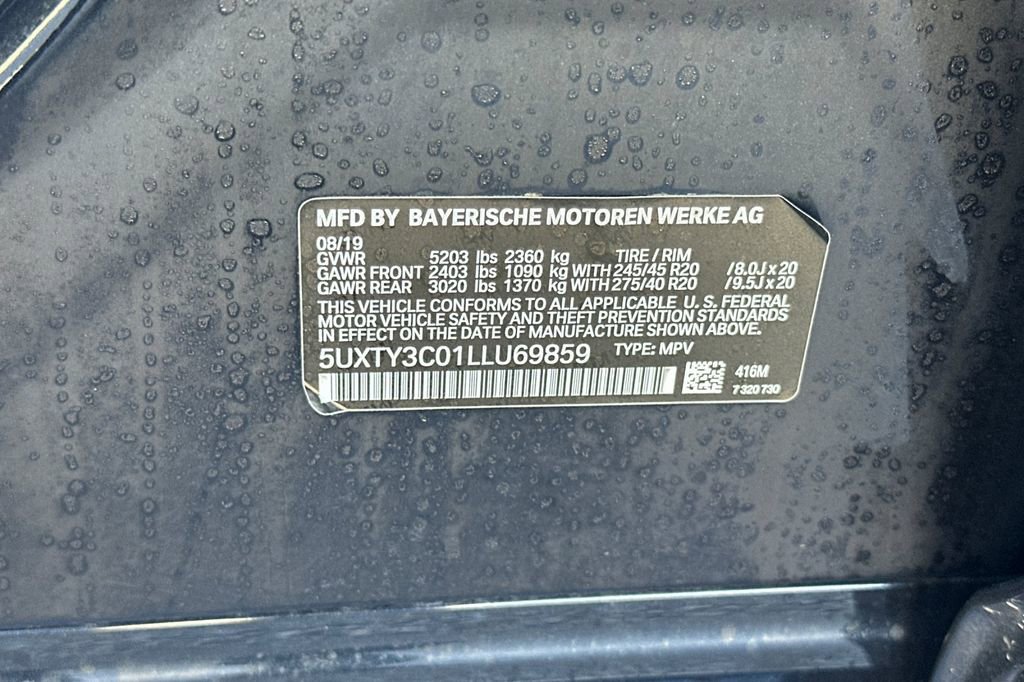 MFD BY BAYERISCHE MOTOREN WERKE AG
08/19
GVWR 5203 lbs 2360 kg TIRE / RIM
GAWR FRONT 2403 lbs 1090 kg WITH 245/45 R20 /8.0J x 20
GAWR REAR 3020 lbs 1370 kg WITH 275/40 R20 /9.5J x 20
THIS VEHICLE CONFORMS TO ALL APPLICABLE U. S. FEDERAL
MOTOR VEHICLE SAFETY AND THEFT PREVENTION STANDARDS
IN EFFECT ON THE DATE OF MANUFACTURE SHOWN ABOVE.
5UXTY3C01LLU69859 TYPE: MPV
416M
7 320 730